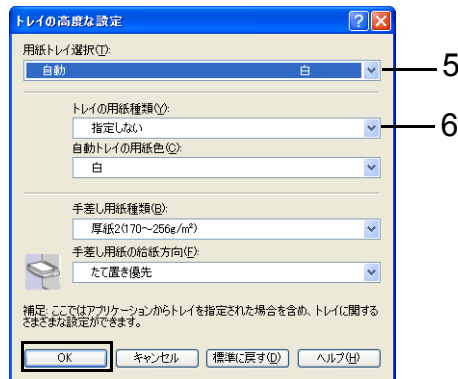 トレイの高度な設定
用紙トレイ選択(T):
自動 白
5
トレイの用紙種類(Y):
指定しない
6
自動トレイの用紙色(C):
白
手差し用紙種類(B):
厚紙2(170～256g/m²)
手差し用紙の給紙方向(F):
たて置き優先
補足: ここではアプリケーションからトレイを指定された場合を含め、トレイに関する
さまざまな設定ができます。
OK キャンセル 標準に戻す(D) ヘルプ(H)